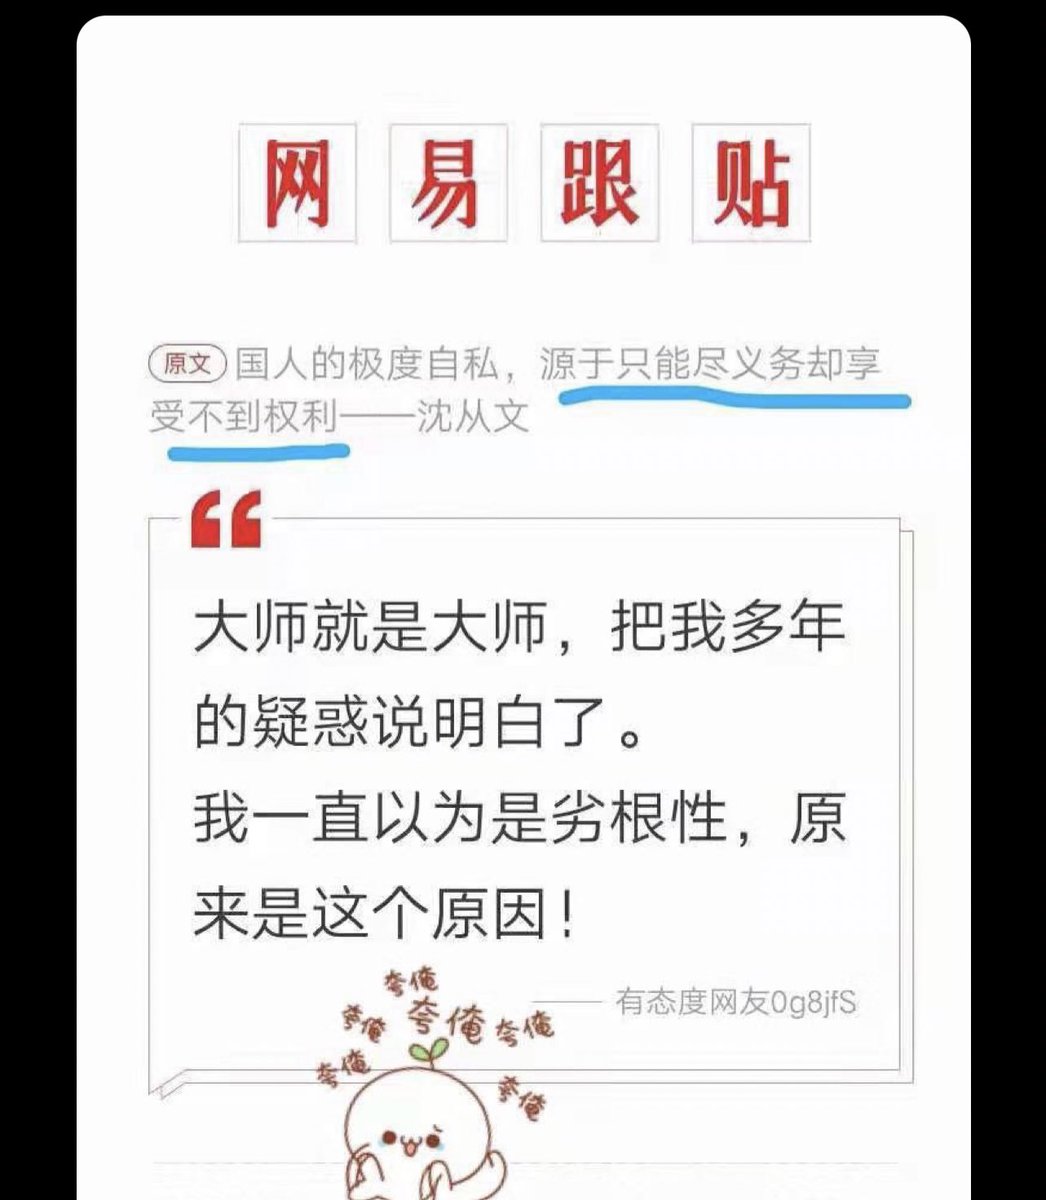 网易跟贴
原文 国人的极度自私，源于只能尽义务却享
受不到权利——沈从文
大师就是大师，把我多年
的疑惑说明白了。
我一直以为是劣根性，原
来是这个原因！
——有态度网友0g8jfS
夸俺
夸俺 夸俺 夸俺
夸俺 夸俺